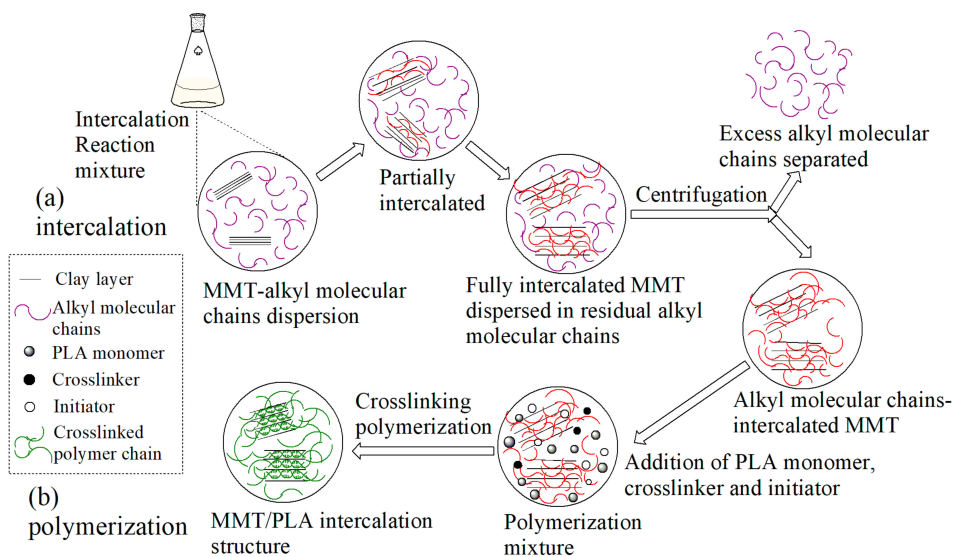 Intercalation
Reaction
mixture
(a)
intercalation
MMT-alkyl molecular
chains dispersion
Partially
intercalated
Fully intercalated MMT
dispersed in residual alkyl
molecular chains
Centrifugation
Excess alkyl molecular
chains separated
Alkyl molecular chains-
intercalated MMT
Addition of PLA monomer,
crosslinker and initiator
Polymerization
mixture
Crosslinking
polymerization
MMT/PLA intercalation
structure
Clay layer
Alkyl molecular
chains
PLA monomer
Crosslinker
Initiator
Crosslinked
polymer chain
(b)
polymerization